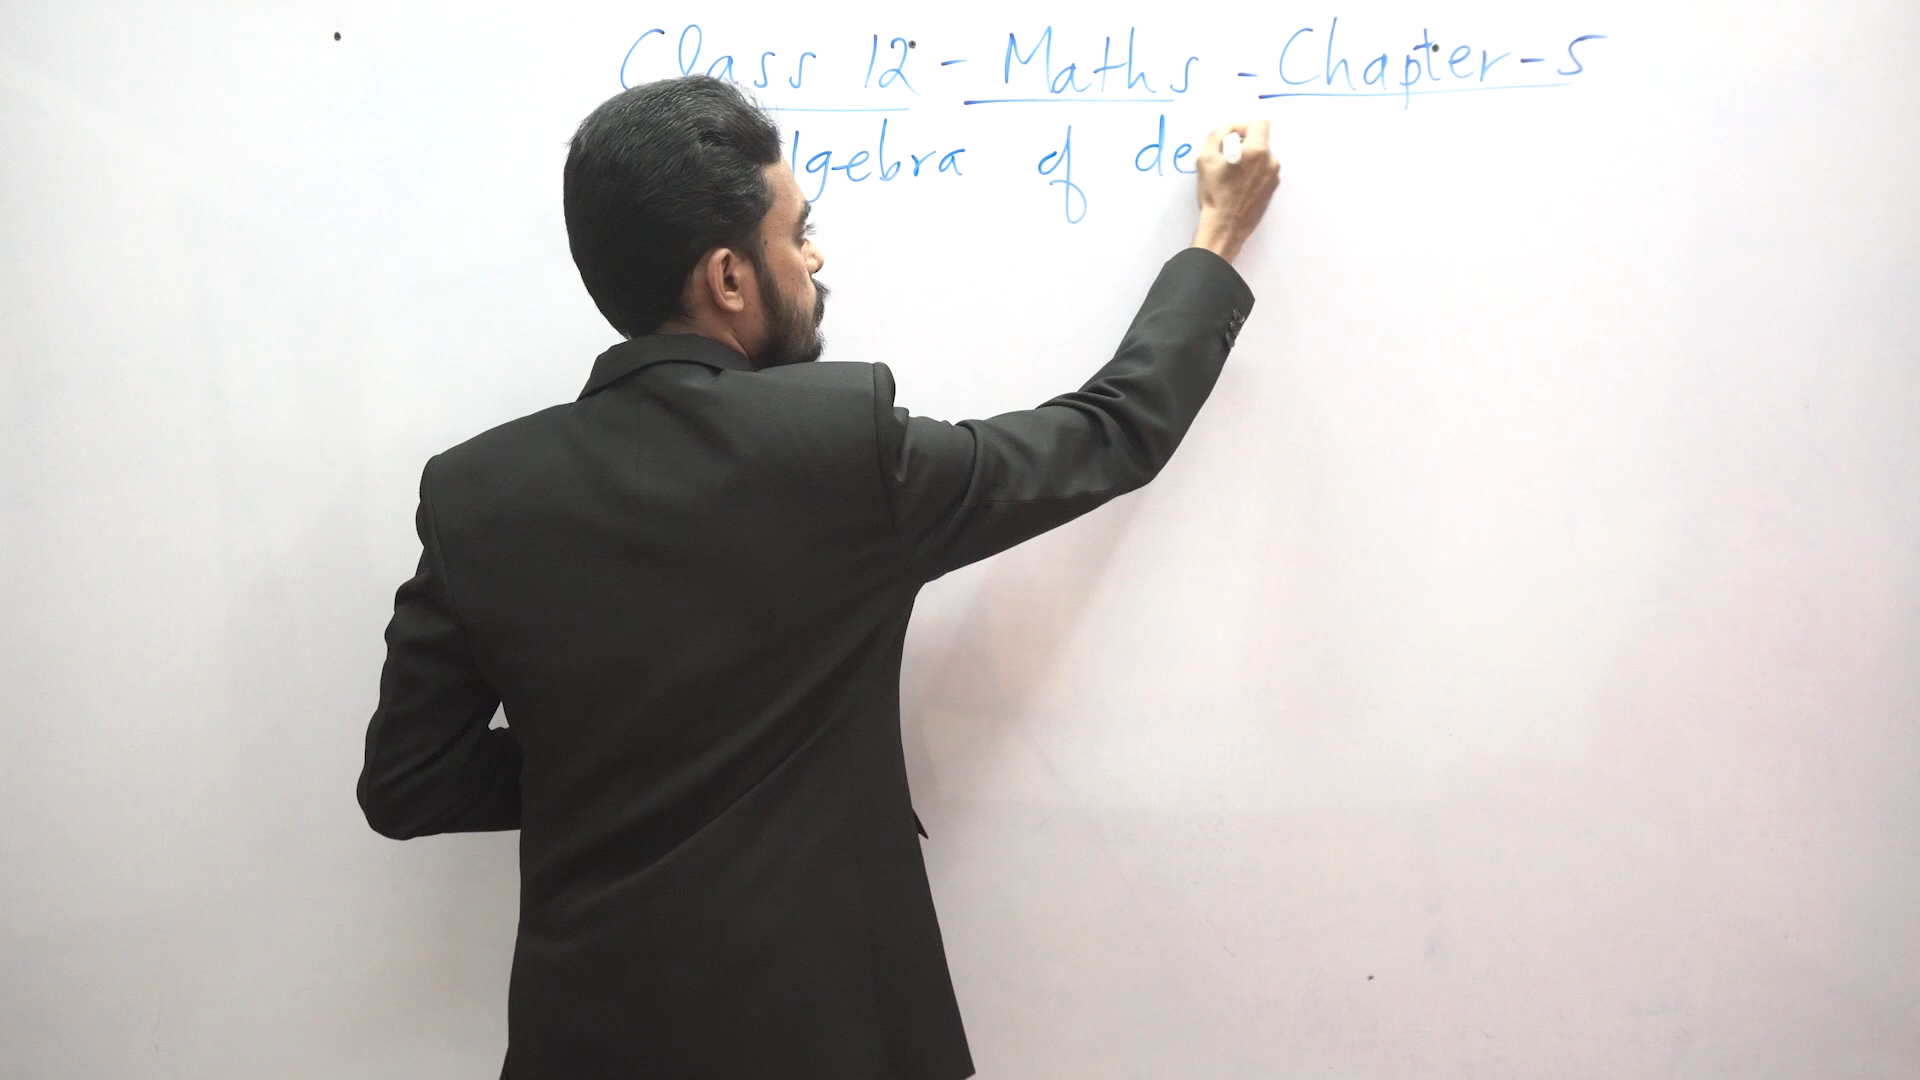 Class 12 - Maths - Chapter-5
lgebra of de